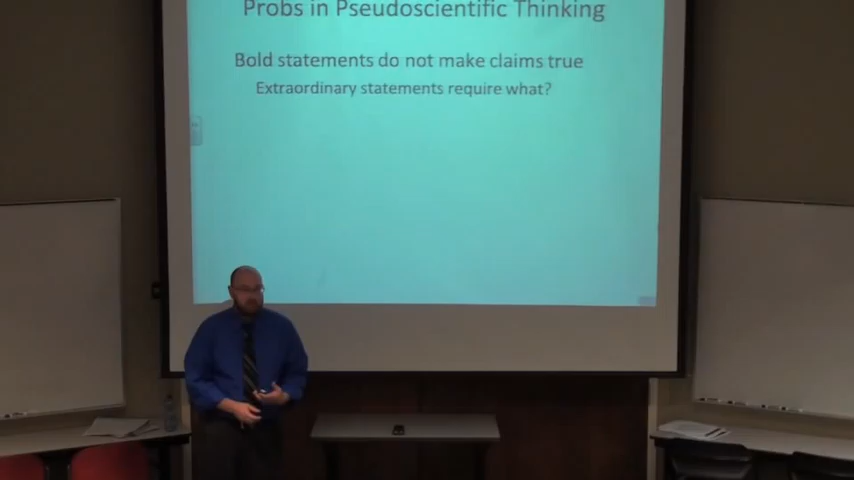 Probs in Pseudoscientific Thinking
Bold statements do not make claims true
Extraordinary statements require what?